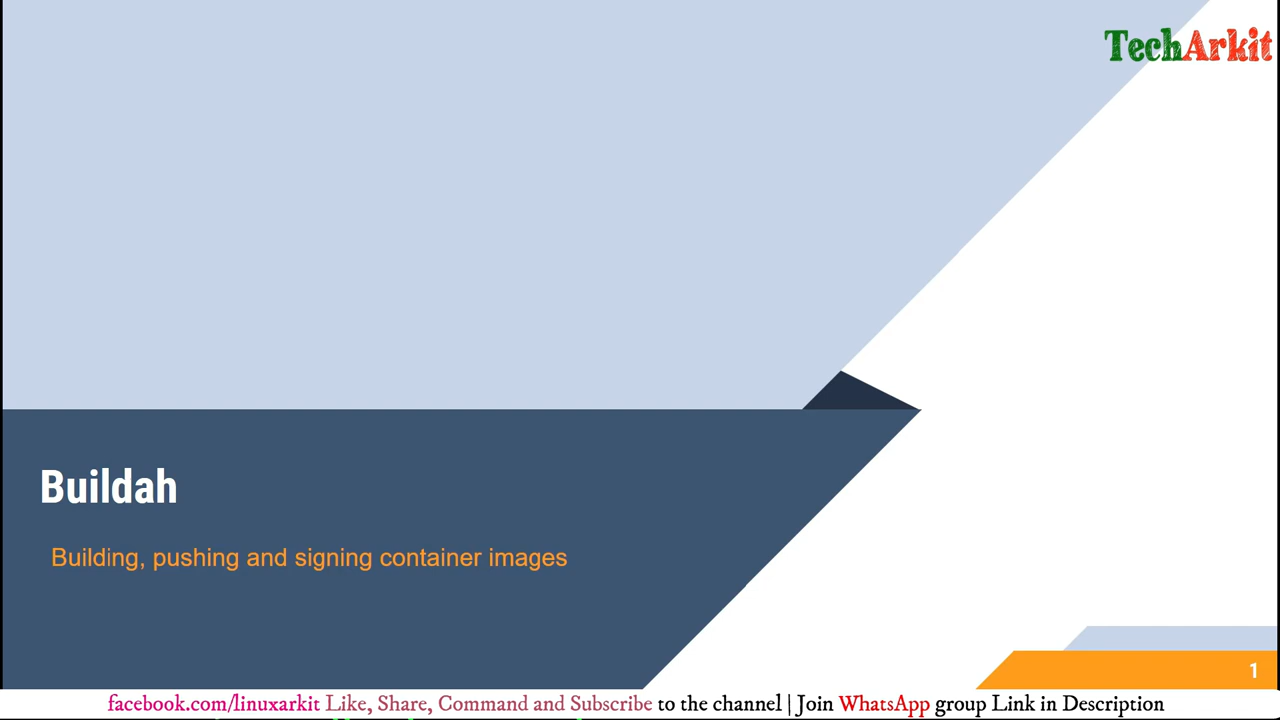 TechArkit
Buildah
Building, pushing and signing container images
1
facebook.com/linuxarkit Like, Share, Command and Subscribe to the channel | Join WhatsApp group Link in Description